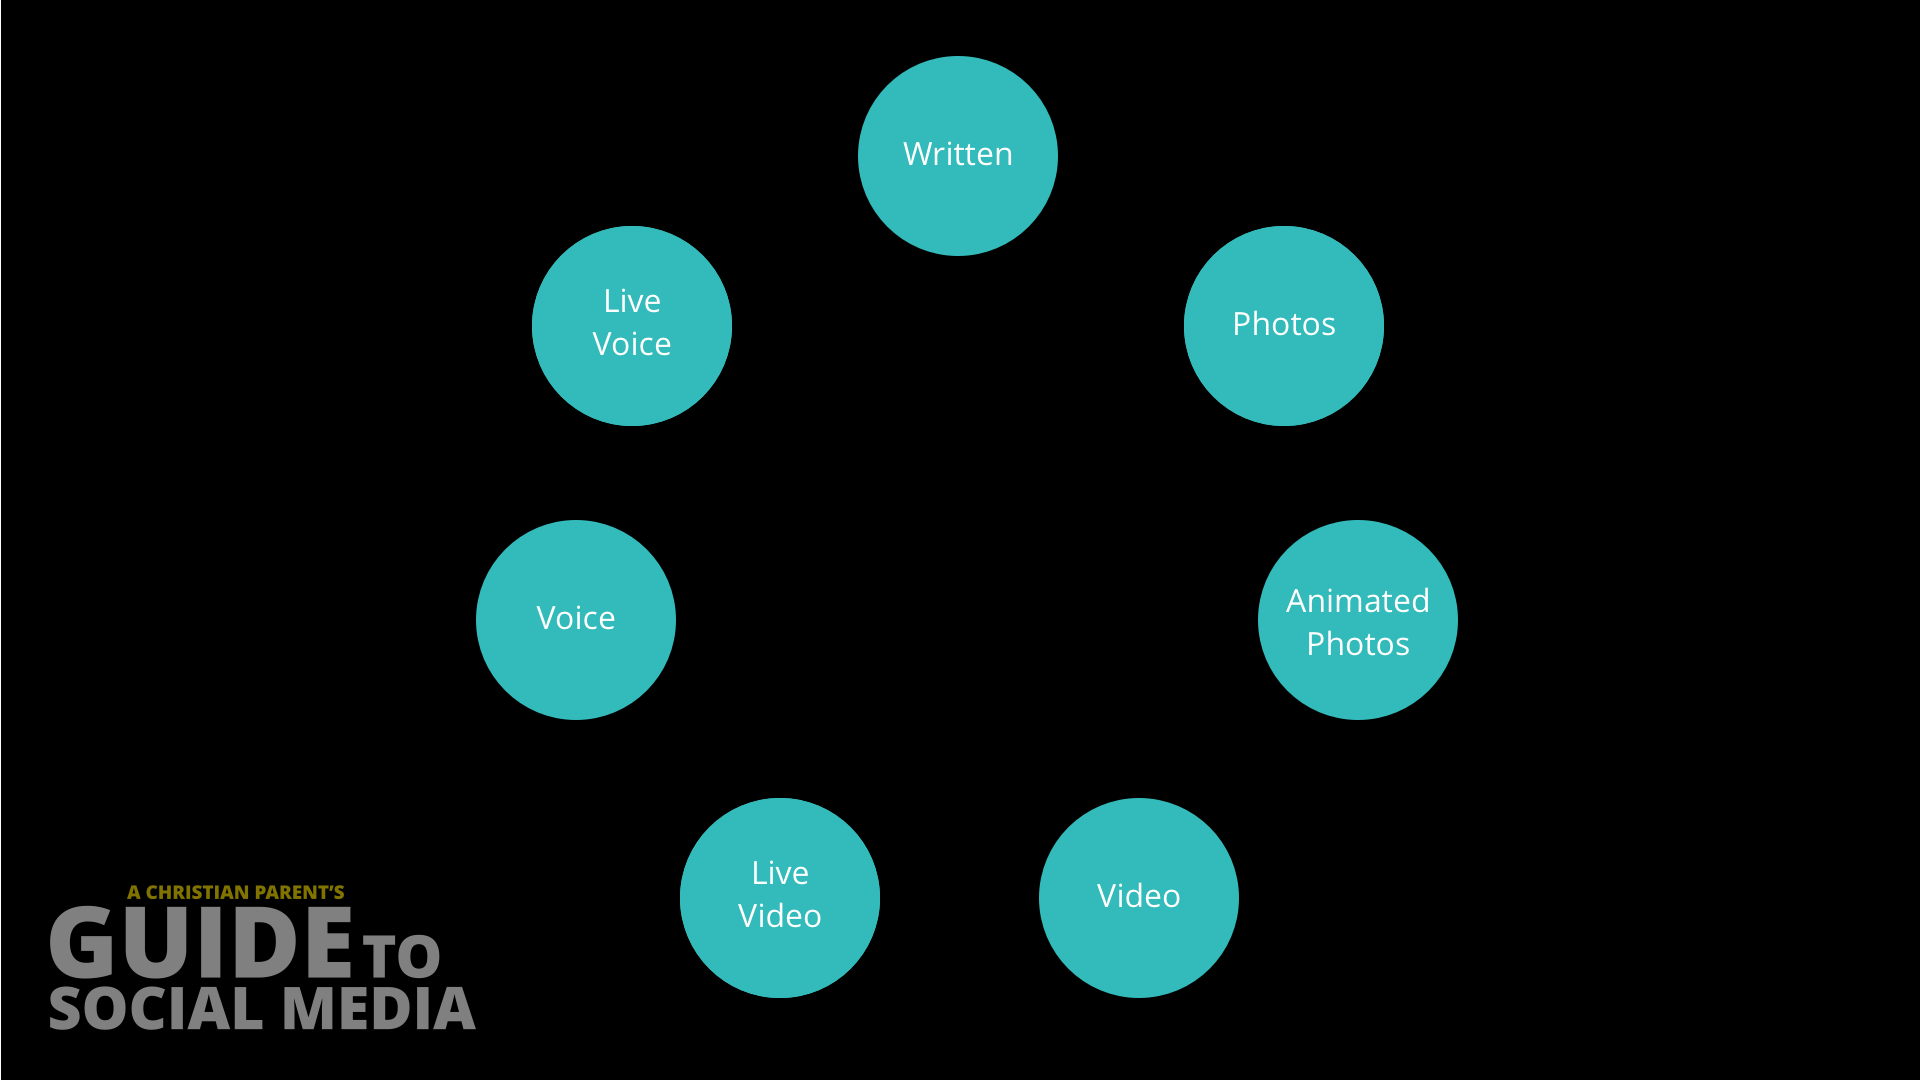 Written
Live
Voice
Photos
Voice
Animated
Photos
Live
Video
Video
A CHRISTIAN PARENT’S
GUIDE TO
SOCIAL MEDIA